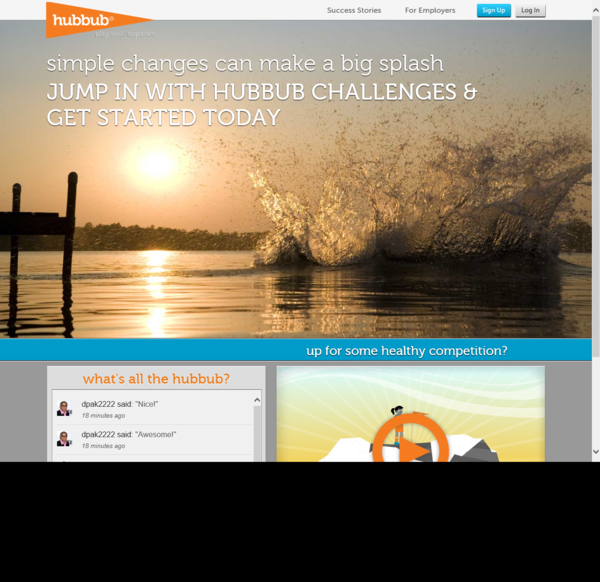 hubbub®
Success Stories
For Employers
Sign Up
Log In
simple changes can make a big splash
JUMP IN WITH HUBBUB CHALLENGES &
GET STARTED TODAY
up for some healthy competition?
what's all the hubbub?
dpak2222 said: "Nice!"
18 minutes ago
dpak2222 said: "Awesome!"
18 minutes ago